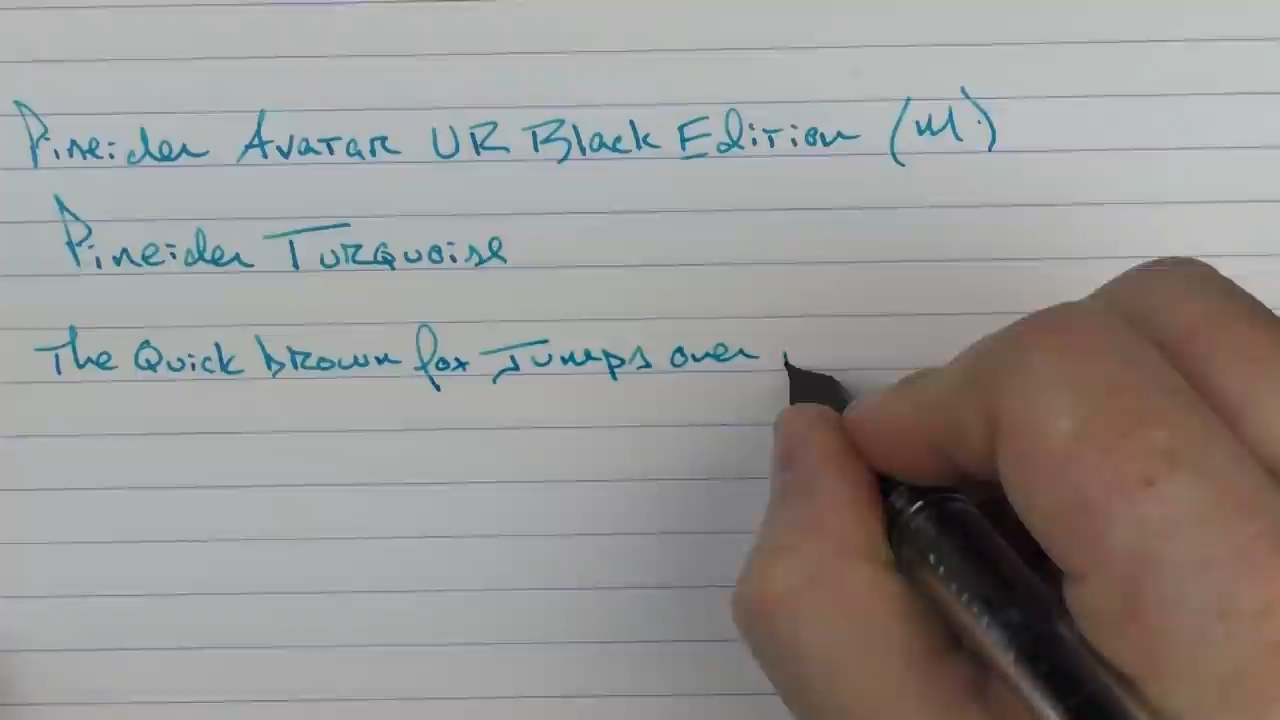 Pineider Avatar UR Black Edition (M)
Pineider Turquoise
The Quick brown fox Jumps over